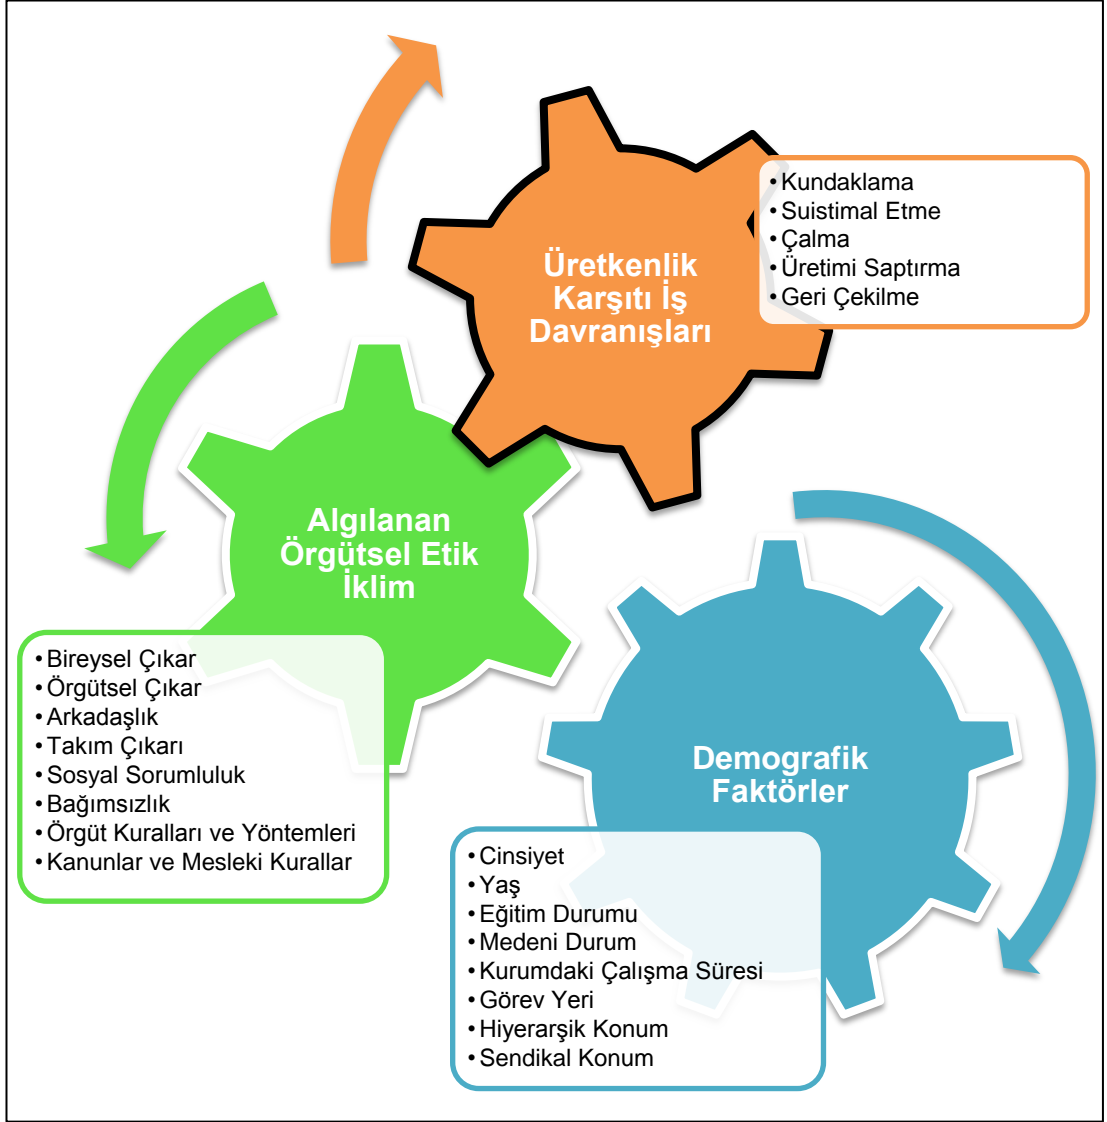 Üretkenlik
Karşıtı İş
Davranışları
• Kundaklama
• Suistimal Etme
• Çalma
• Üretimi Saptırma
• Geri Çekilme
Algılanan
Örgütsel Etik
İklim
• Bireysel Çıkar
• Örgütsel Çıkar
• Arkadaşlık
• Takım Çıkarı
• Sosyal Sorumluluk
• Bağımsızlık
• Örgüt Kuralları ve Yöntemleri
• Kanunlar ve Mesleki Kurallar
Demografik
Faktörler
• Cinsiyet
• Yaş
• Eğitim Durumu
• Medeni Durum
• Kurumdaki Çalışma Süresi
• Görev Yeri
• Hiyerarşik Konum
• Sendikal Konum